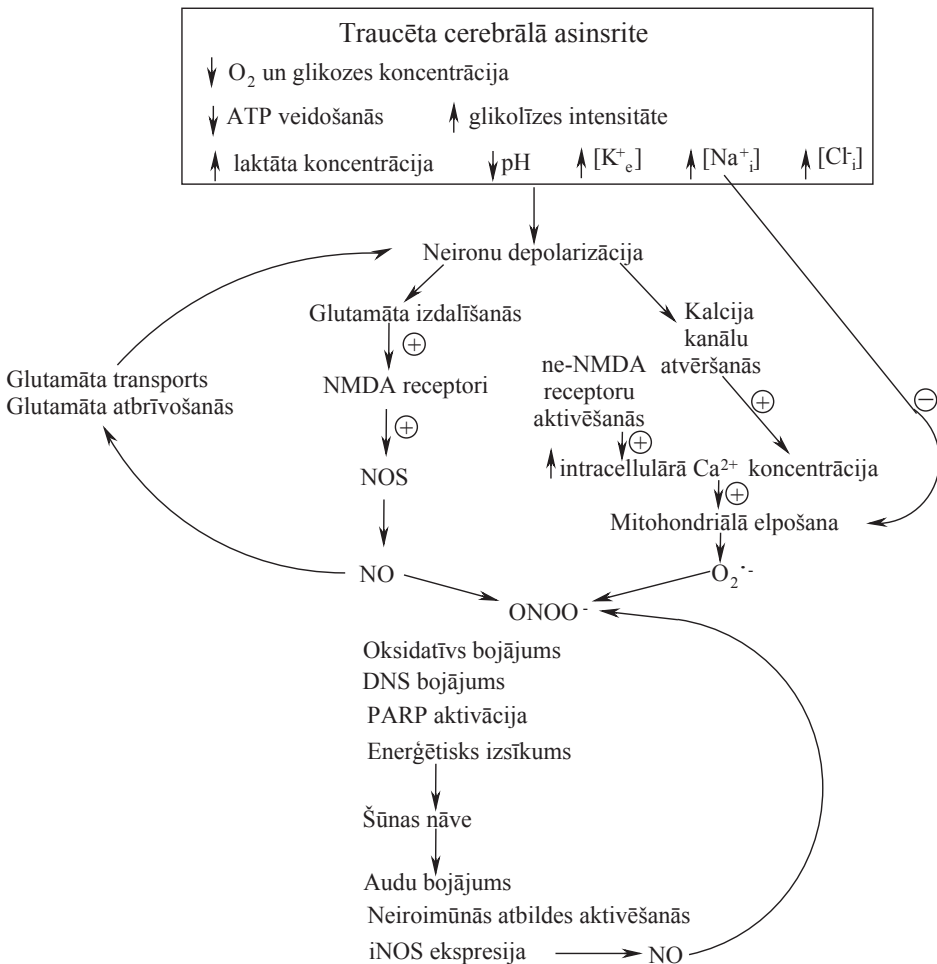 Traucēta cerebrālā asinsrite
↓ O₂ un glikozes koncentrācija
↓ ATP veidošanās ↑ glikolīzes intensitāte
↑ laktāta koncentrācija ↓ pH ↑ [K⁺ₑ] ↑ [Na⁺ᵢ] ↑ [Cl⁻ᵢ]
Neironu depolarizācija
Glutamāta izdalīšanās
Kalcija
kanālu
atvēršanās
+
Glutamāta transports
Glutamāta atbrīvošanās
NMDA receptori
ne-NMDA
receptoru
aktivēšanās
+
−
+
+
↑ intracellulārā Ca²⁺ koncentrācija
NOS
+
Mitohondriālā elpošana
NO
O₂˙⁻
ONOO⁻
Oksidatīvs bojājums
DNS bojājums
PARP aktivācija
Enerģētisks izsīkums
Šūnas nāve
Audu bojājums
Neiroimūnās atbildes aktivēšanās
iNOS ekspresija
NO